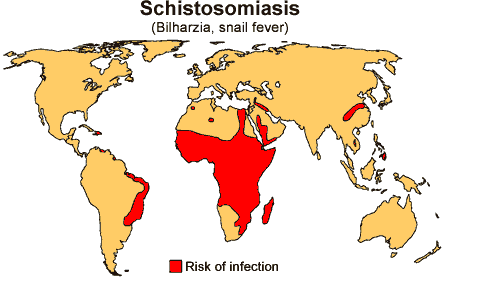 Schistosomiasis
(Bilharzia, snail fever)
Risk of infection